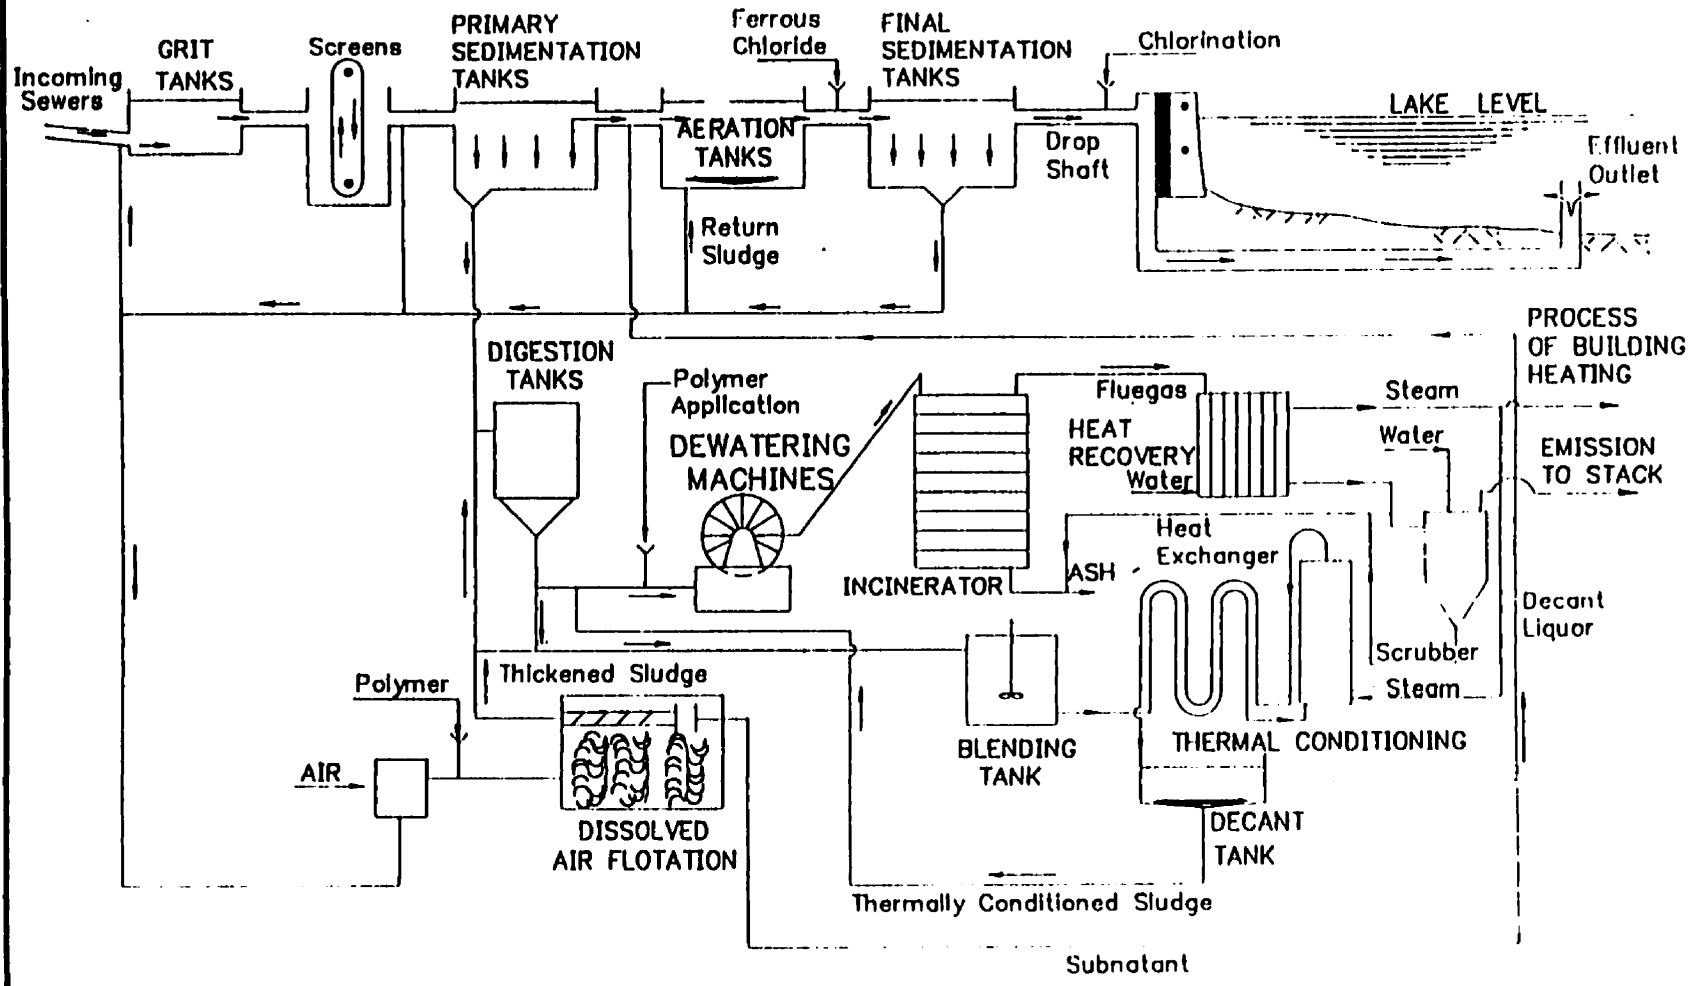 Incoming
Sewers
GRIT
TANKS
Screens
PRIMARY
SEDIMENTATION
TANKS
Ferrous
Chloride
FINAL
SEDIMENTATION
TANKS
Chlorination
LAKE LEVEL
Effluent
Outlet
AERATION
TANKS
Drop
Shaft
Return
Sludge
PROCESS
OF BUILDING
HEATING
DIGESTION
TANKS
Polymer
Application
DEWATERING
MACHINES
Fluegas
HEAT
RECOVERY
Water
Steam
Water
EMISSION
TO STACK
Heat
Exchanger
INCINERATOR
ASH
Decant
Liquor
Scrubber
Steam
Thickened Sludge
Polymer
AIR
BLENDING
TANK
THERMAL CONDITIONING
DISSOLVED
AIR FLOTATION
DECANT
TANK
Thermally Conditioned Sludge
Subnatant